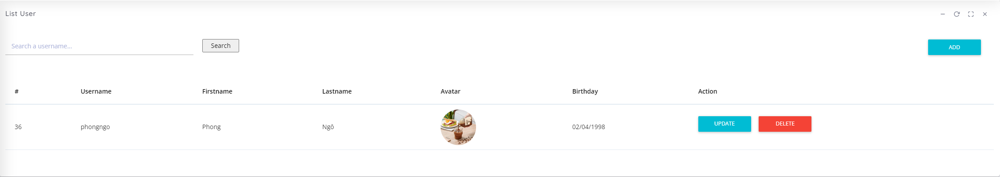 List User
Search a username...
Search
ADD
# Username Firstname Lastname Avatar Birthday Action
36 phongngo Phong Ngô 02/04/1998 UPDATE DELETE